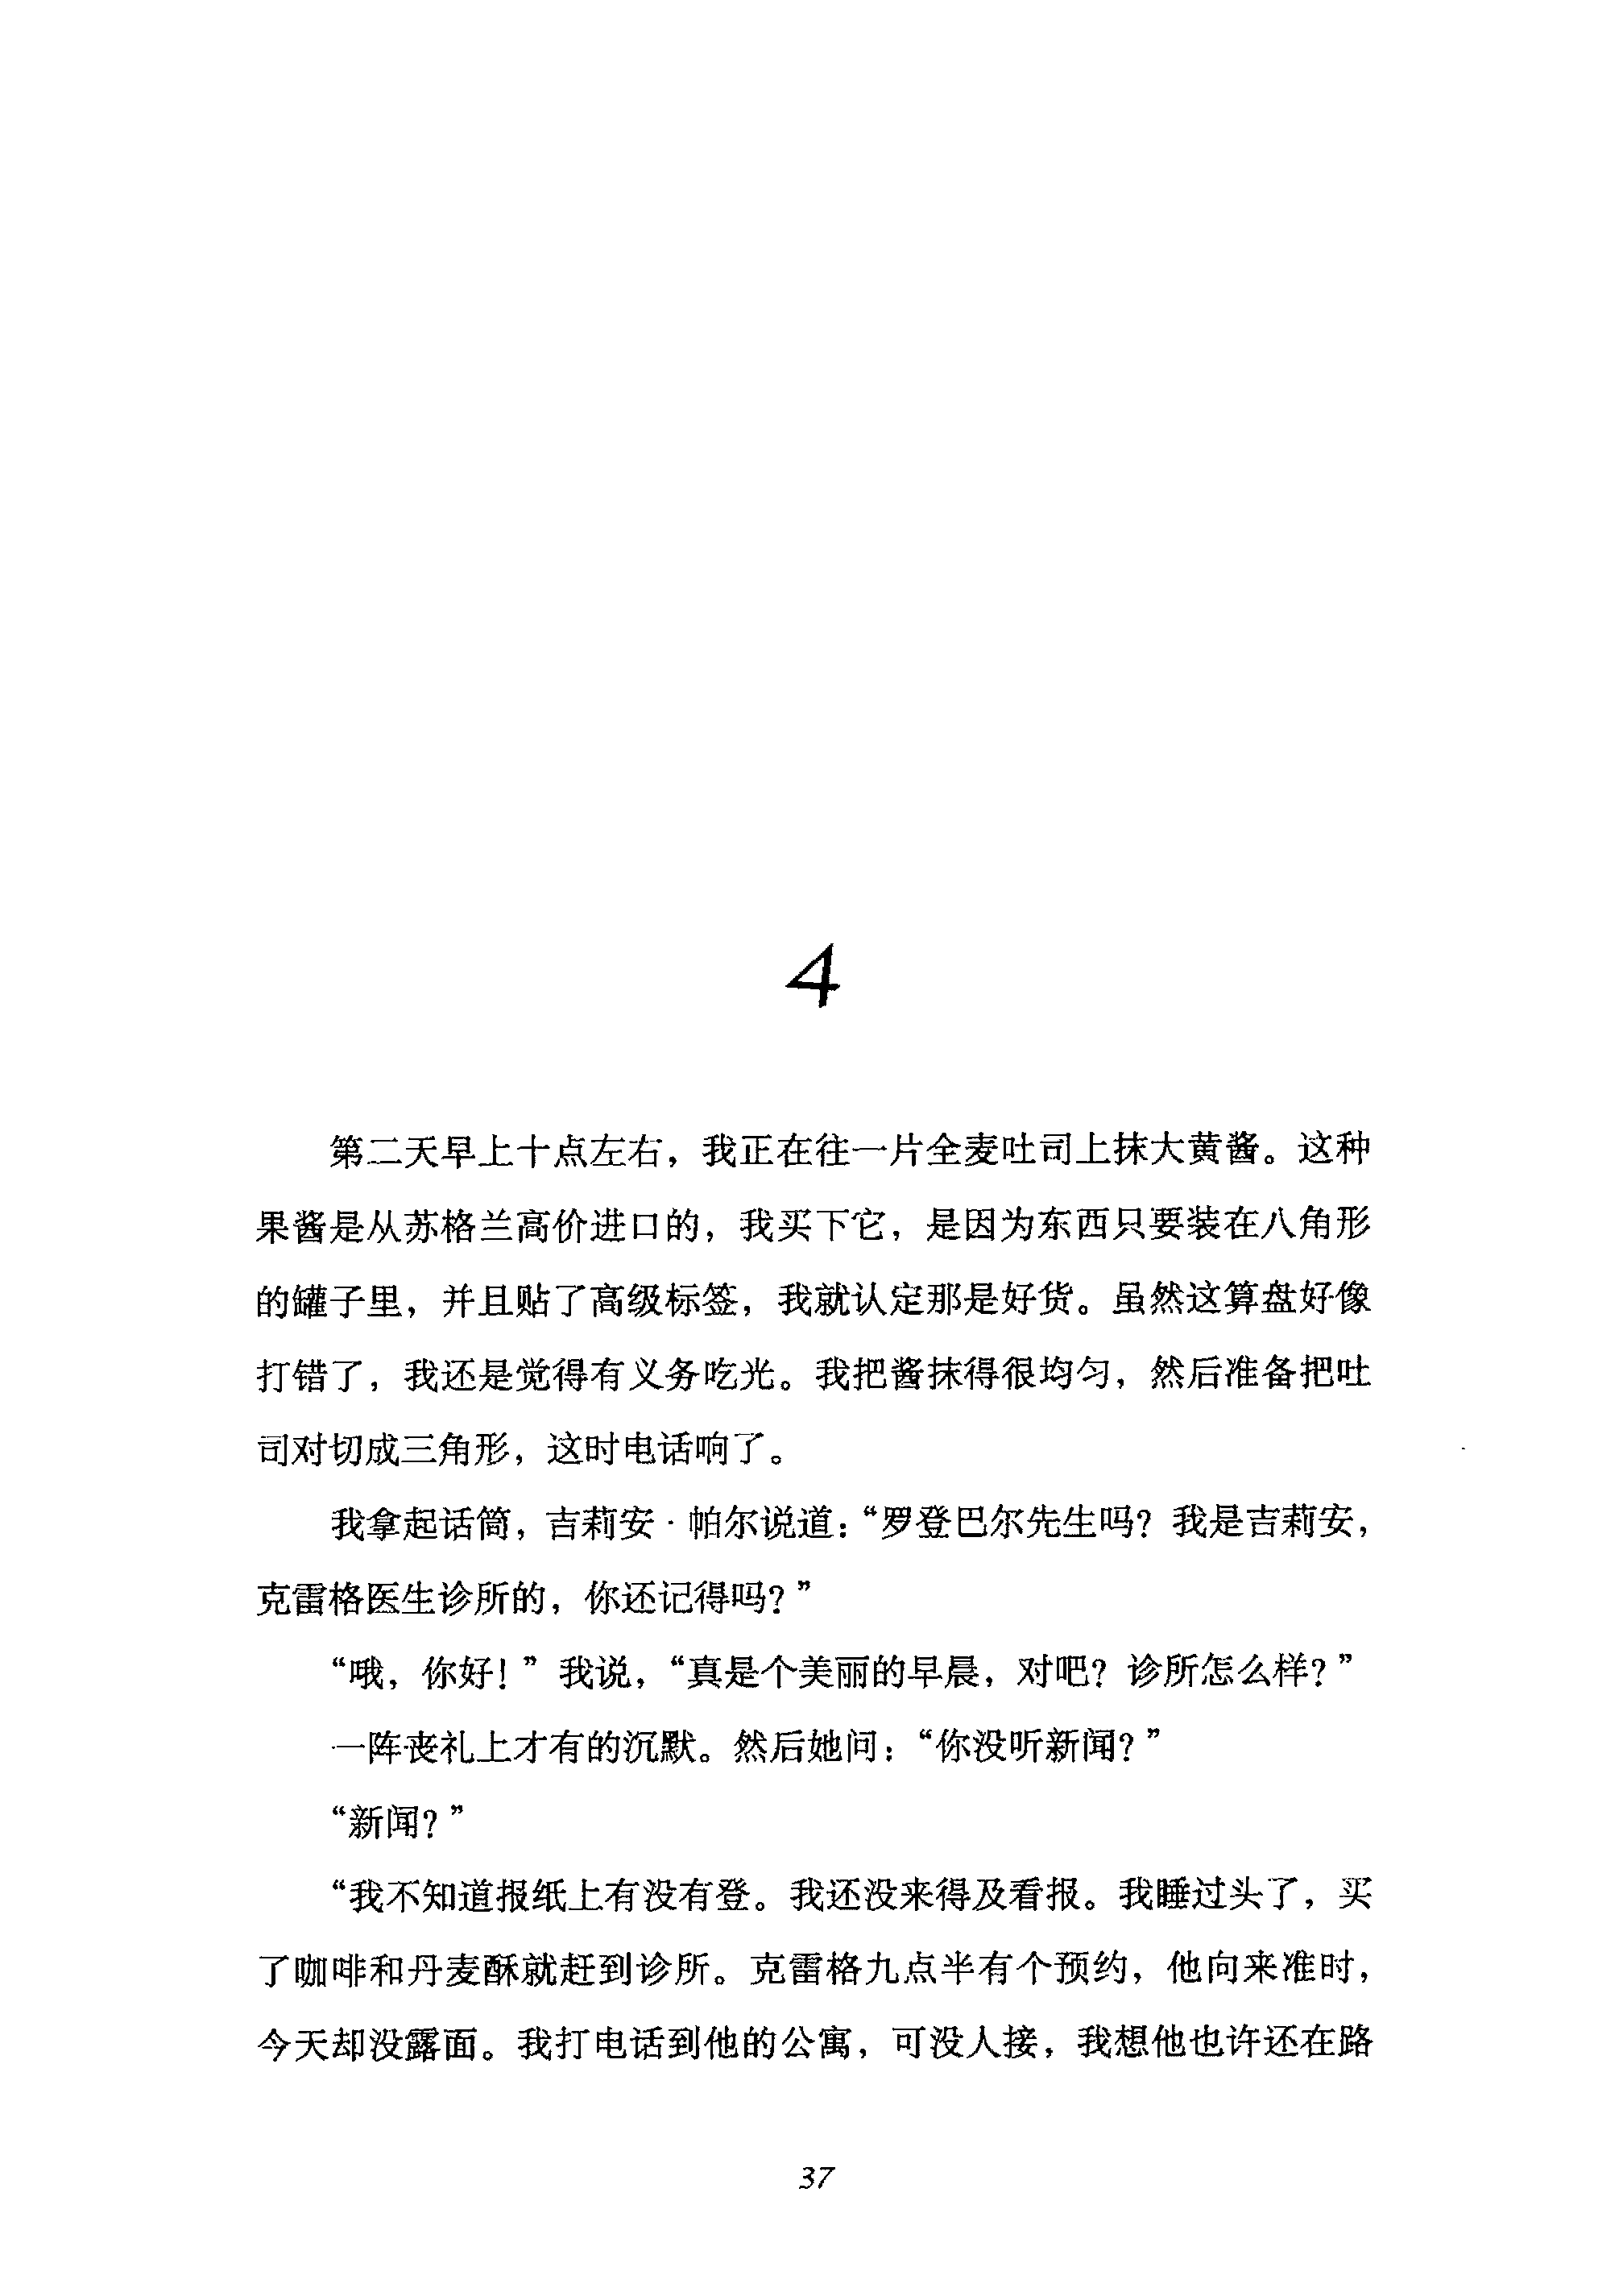 4
第二天早上十点左右，我正在往一片全麦吐司上抹大黄酱。这种
果酱是从苏格兰高价进口的，我买下它，是因为东西只要装在八角形
的罐子里，并且贴了高级标签，我就认定那是好货。虽然这算盘好像
打错了，我还是觉得有义务吃光。我把酱抹得很均匀，然后准备把吐
司对切成三角形，这时电话响了。
我拿起话筒，吉莉安·帕尔说道：“罗登巴尔先生吗？我是吉莉安，
克雷格医生诊所的，你还记得吗？”
“哦，你好！”我说，“真是个美丽的早晨，对吧？诊所怎么样？”
一阵丧礼上才有的沉默。然后她问：“你没听新闻？”
“新闻？”
“我不知道报纸上有没有登。我还没来得及看报。我睡过头了，买
了咖啡和丹麦酥就赶到诊所。克雷格九点半有个预约，他向来准时，
今天却没露面。我打电话到他的公寓，可没人接，我想他也许还在路
37